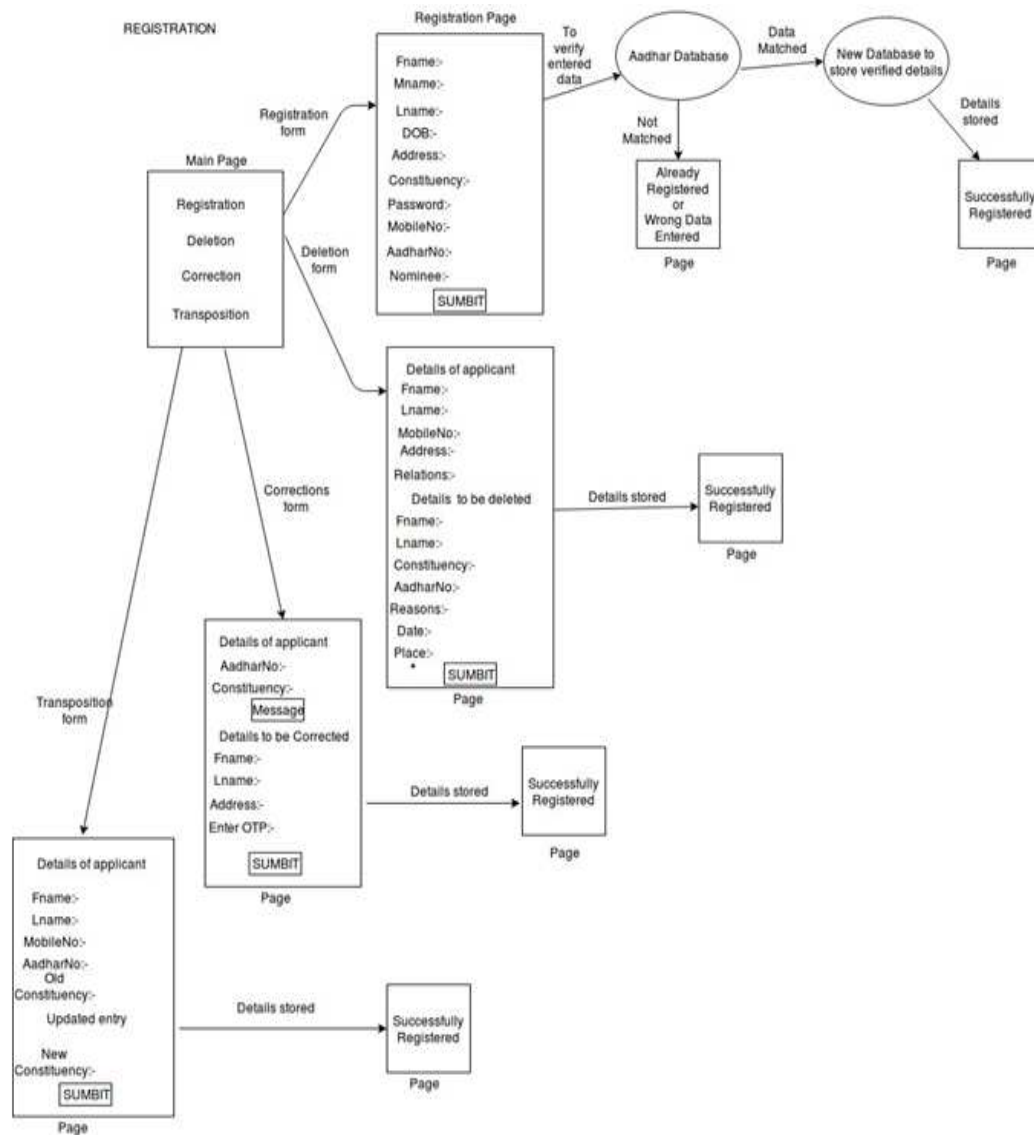 REGISTRATION
Registration Page
Fname:-
Mname:-
Lname:-
DOB:-
Address:-
Constituency:-
Password:-
MobileNo:-
AadharNo:-
Nominee:-
SUMBIT
To
verify
entered
data
Aadhar Database
Data
Matched
New Database to
store verified details
Not
Matched
Details
stored
Already
Registered
or
Wrong Data
Entered
Page
Successfully
Registered
Page
Registration
form
Main Page
Registration
Deletion
Correction
Transposition
Deletion
form
Details of applicant
Fname:-
Lname:-
MobileNo:-
Address:-
Relations:-
Details to be deleted
Fname:-
Lname:-
Constituency:-
AadharNo:-
Reasons:-
Date:-
Place:-
SUMBIT
Page
Details stored
Successfully
Registered
Page
Corrections
form
Details of applicant
AadharNo:-
Constituency:-
Message
Details to be Corrected
Fname:-
Lname:-
Address:-
Enter OTP:-
SUMBIT
Page
Details stored
Successfully
Registered
Page
Transposition
form
Details of applicant
Fname:-
Lname:-
MobileNo:-
AadharNo:-
Old
Constituency:-
Updated entry
New
Constituency:-
SUMBIT
Page
Details stored
Successfully
Registered
Page